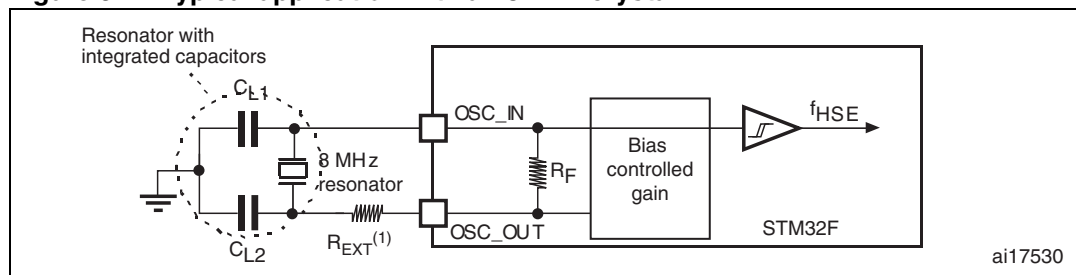 Resonator with
integrated capacitors
CL1
OSC_IN
fHSE
8 MHz
resonator
RF
Bias
controlled
gain
REXT(1)
OSC_OUT
STM32F
CL2
ai17530